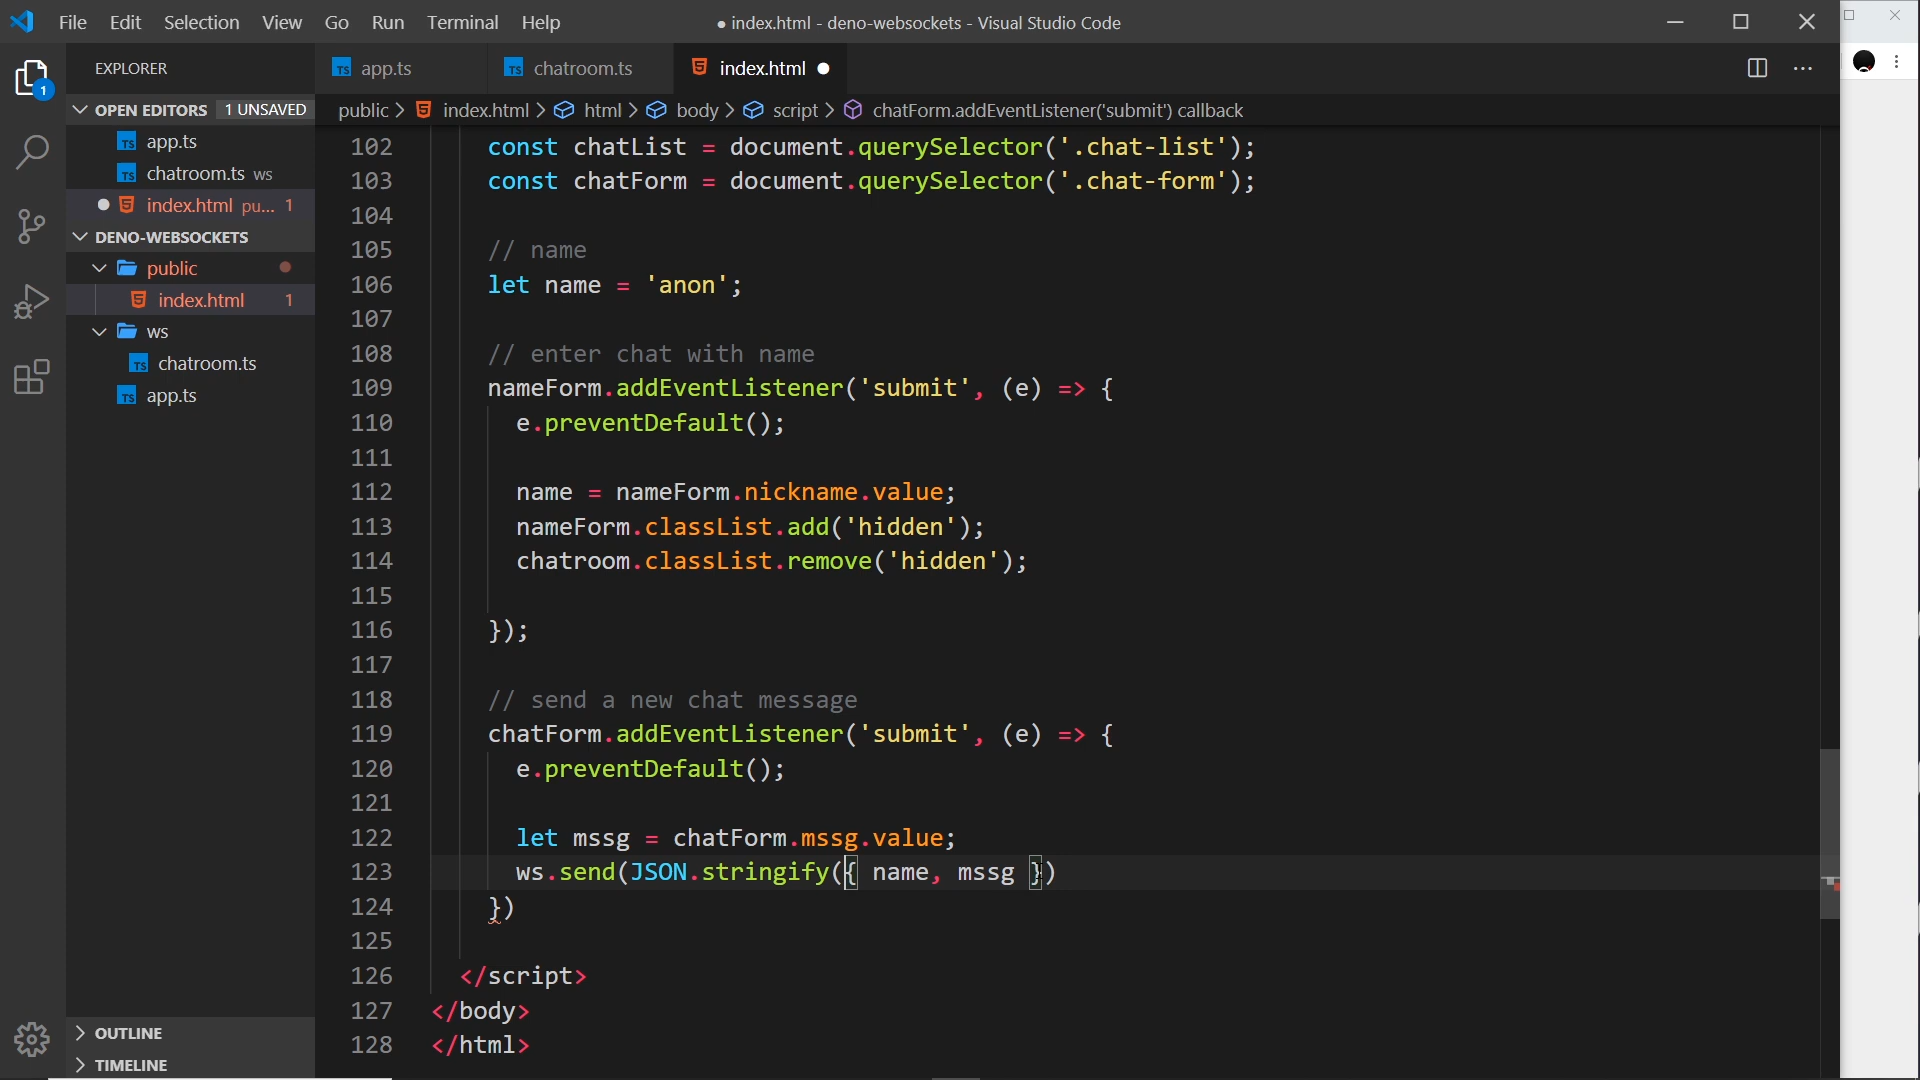 File Edit Selection View Go Run Terminal Help
● index.html - deno-websockets - Visual Studio Code
EXPLORER
1
OPEN EDITORS 1 UNSAVED
TS app.ts
TS chatroom.ts ws
index.html pu... 1
DENO-WEBSOCKETS
public
index.html 1
ws
TS chatroom.ts
TS app.ts
OUTLINE
TIMELINE
TS app.ts TS chatroom.ts index.html ●
public > index.html > html > body > script > chatForm.addEventListener('submit') callback
102 const chatList = document.querySelector('.chat-list');
103 const chatForm = document.querySelector('.chat-form');
104
105 // name
106 let name = 'anon';
107
108 // enter chat with name
109 nameForm.addEventListener('submit', (e) => {
110 e.preventDefault();
111
112 name = nameForm.nickname.value;
113 nameForm.classList.add('hidden');
114 chatroom.classList.remove('hidden');
115
116 });
117
118 // send a new chat message
119 chatForm.addEventListener('submit', (e) => {
120 e.preventDefault();
121
122 let mssg = chatForm.mssg.value;
123 ws.send(JSON.stringify({ name, mssg })
124 })
125
126 </script>
127 </body>
128 </html>